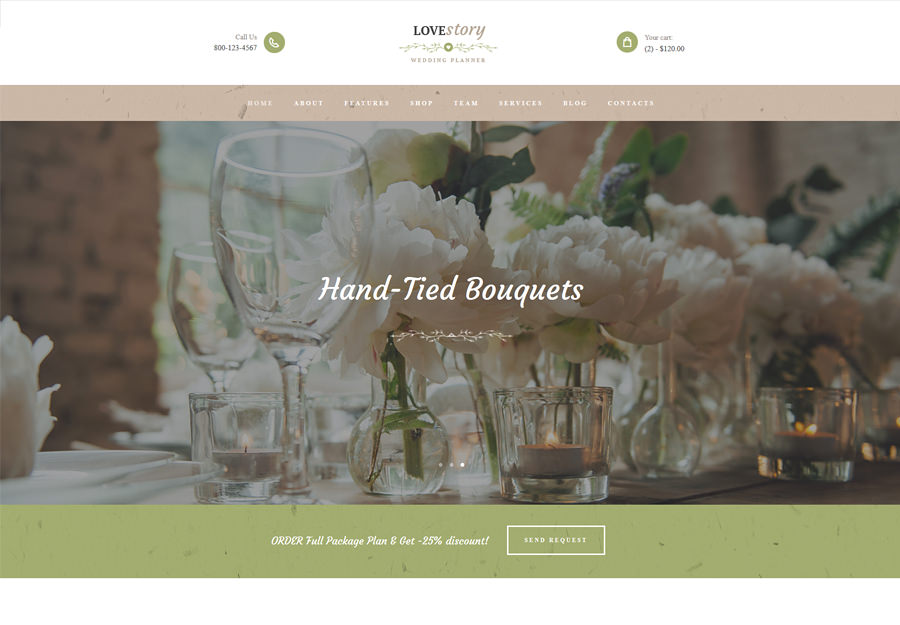 Call Us
800-123-4567
LOVEstory
WEDDING PLANNER
Your cart:
(2) - $120.00
HOME ABOUT FEATURES SHOP TEAM SERVICES BLOG CONTACTS
Hand-Tied Bouquets
ORDER Full Package Plan & Get -25% discount!
SEND REQUEST